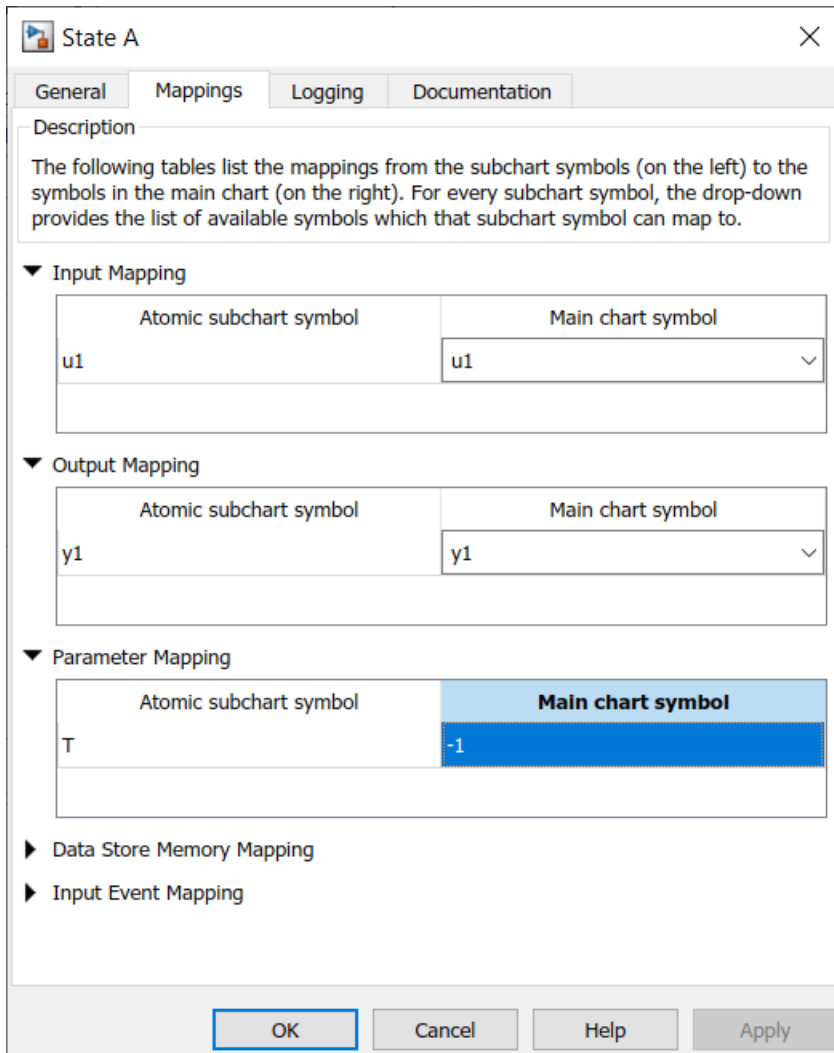 State A
General Mappings Logging Documentation
Description
The following tables list the mappings from the subchart symbols (on the left) to the
symbols in the main chart (on the right). For every subchart symbol, the drop-down
provides the list of available symbols which that subchart symbol can map to.
Input Mapping
Atomic subchart symbol Main chart symbol
u1 u1
Output Mapping
Atomic subchart symbol Main chart symbol
y1 y1
Parameter Mapping
Atomic subchart symbol Main chart symbol
T -1
Data Store Memory Mapping
Input Event Mapping
OK Cancel Help Apply